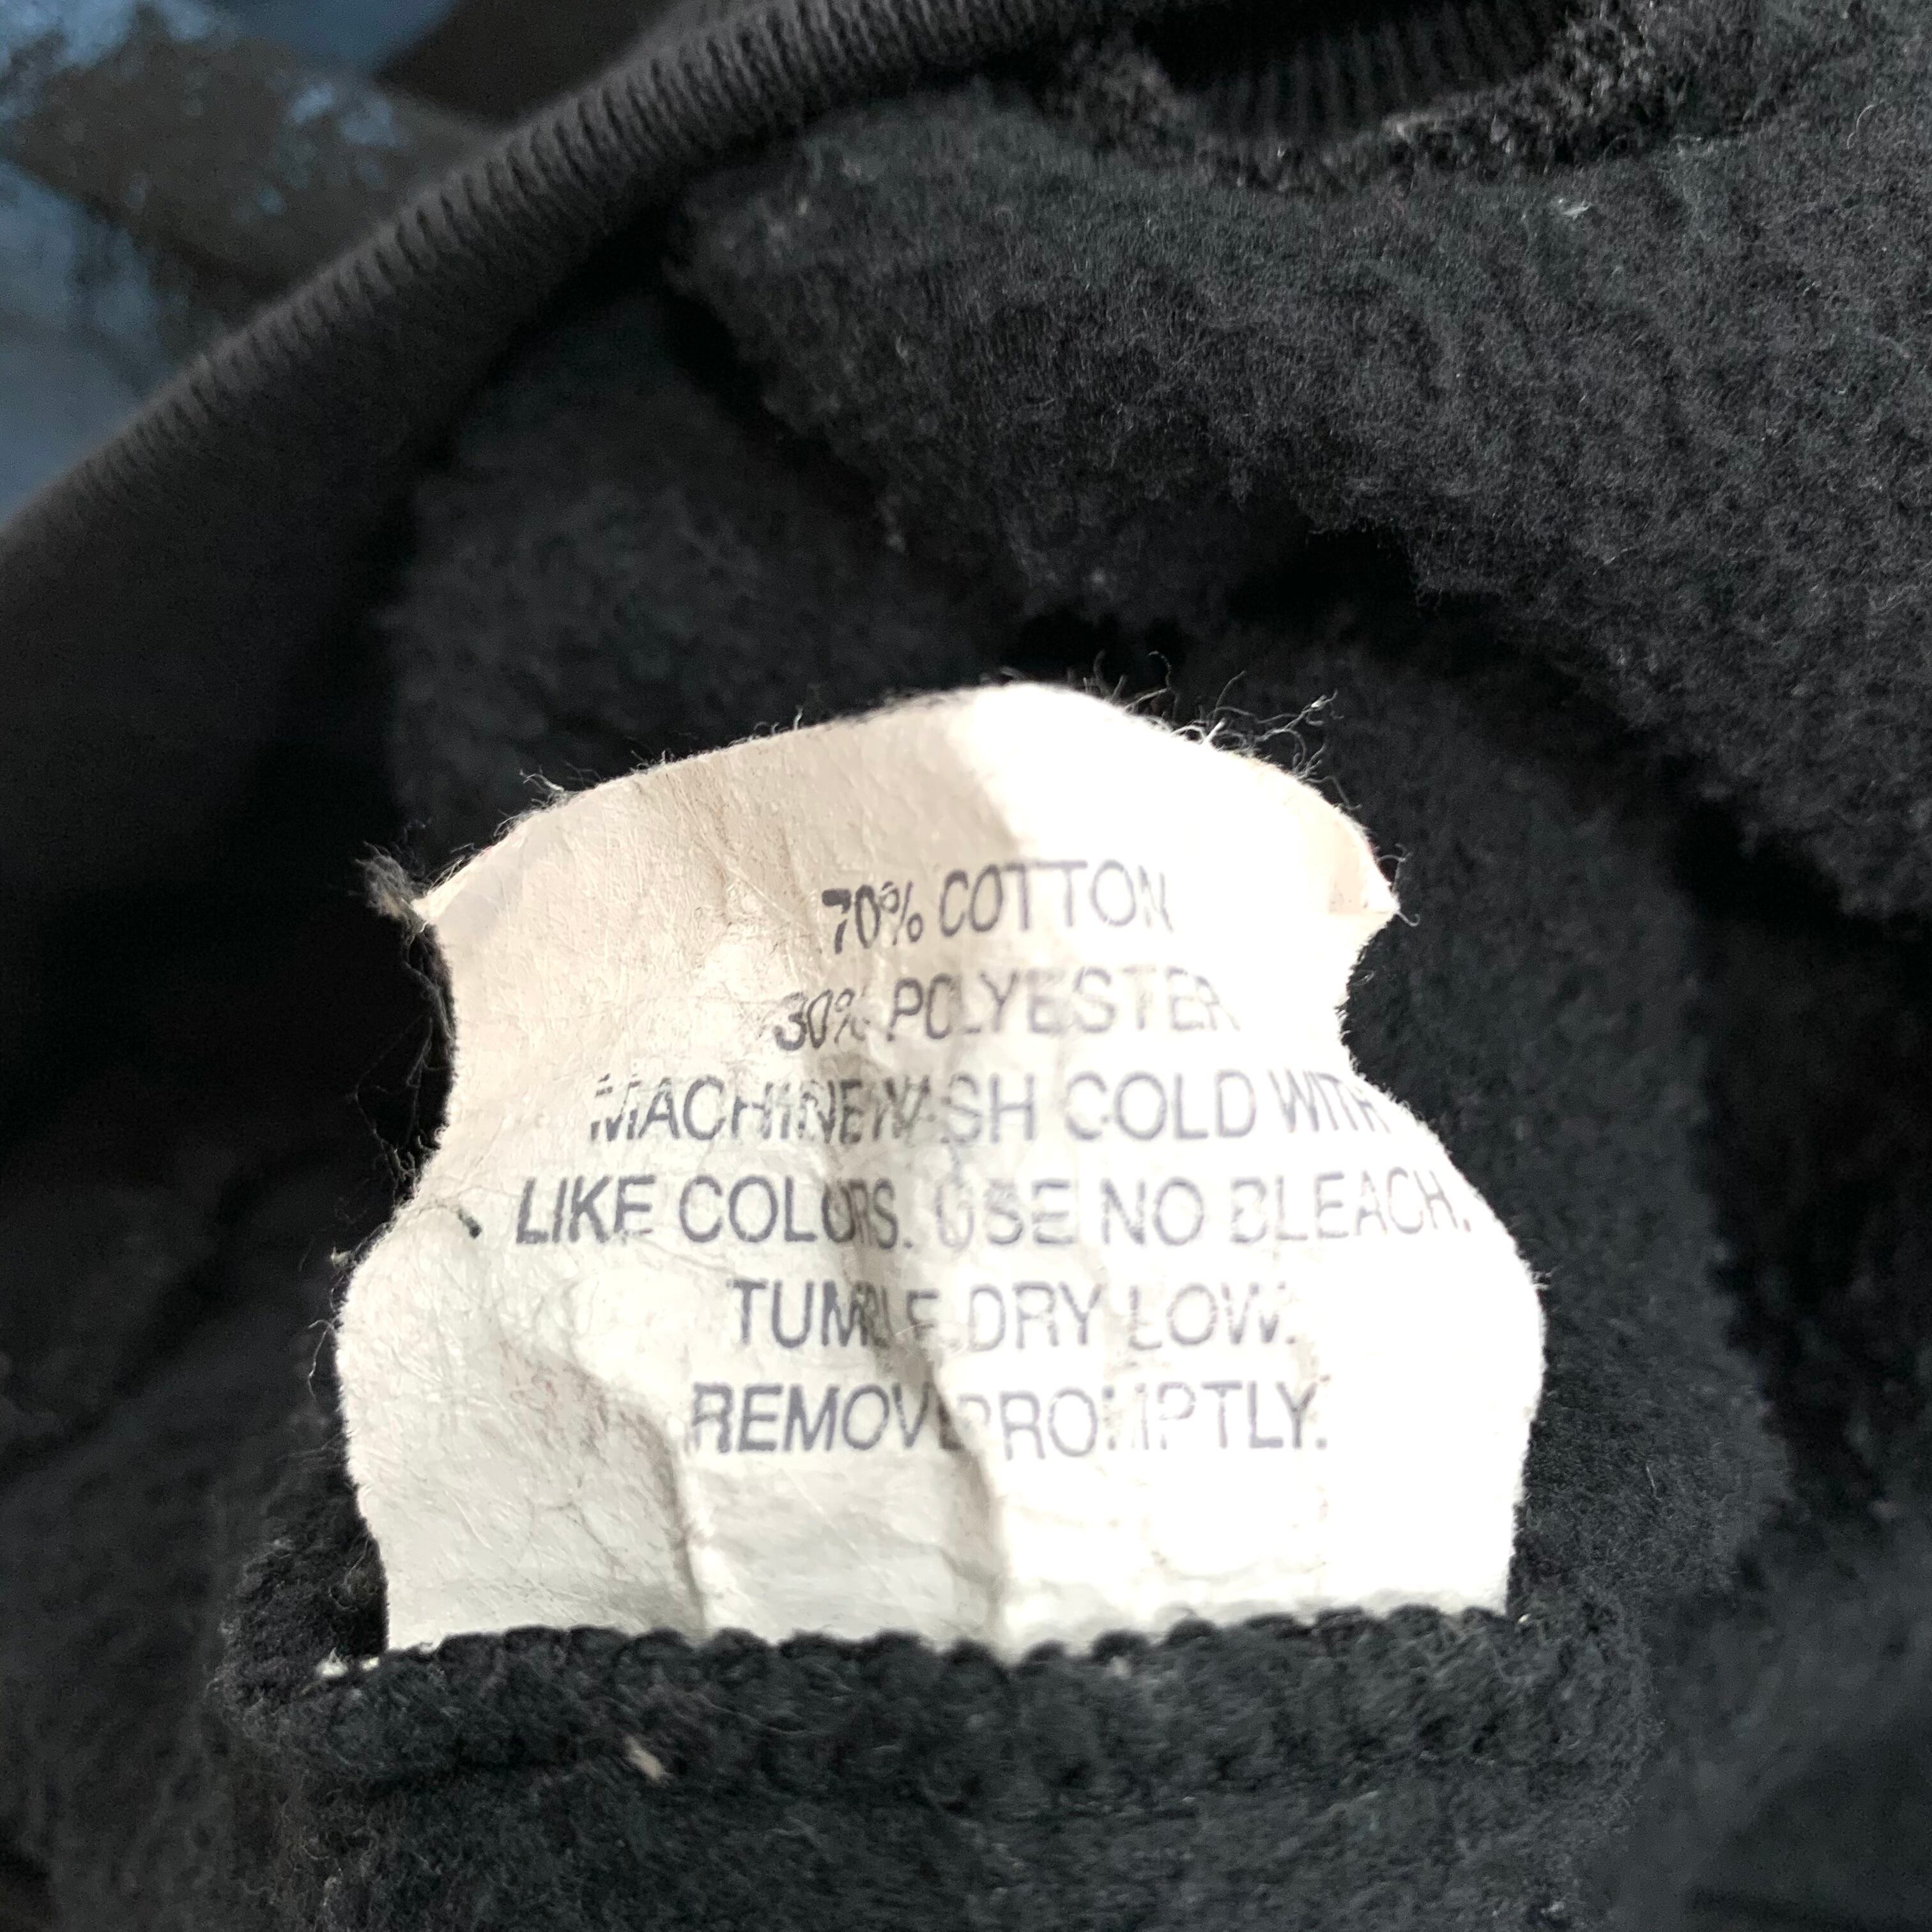 70% COTTON
30% POLYESTER
MACHINE WASH COLD WITH
LIKE COLORS. USE NO BLEACH.
TUMBLE DRY LOW.
REMOVE PROMPTLY.